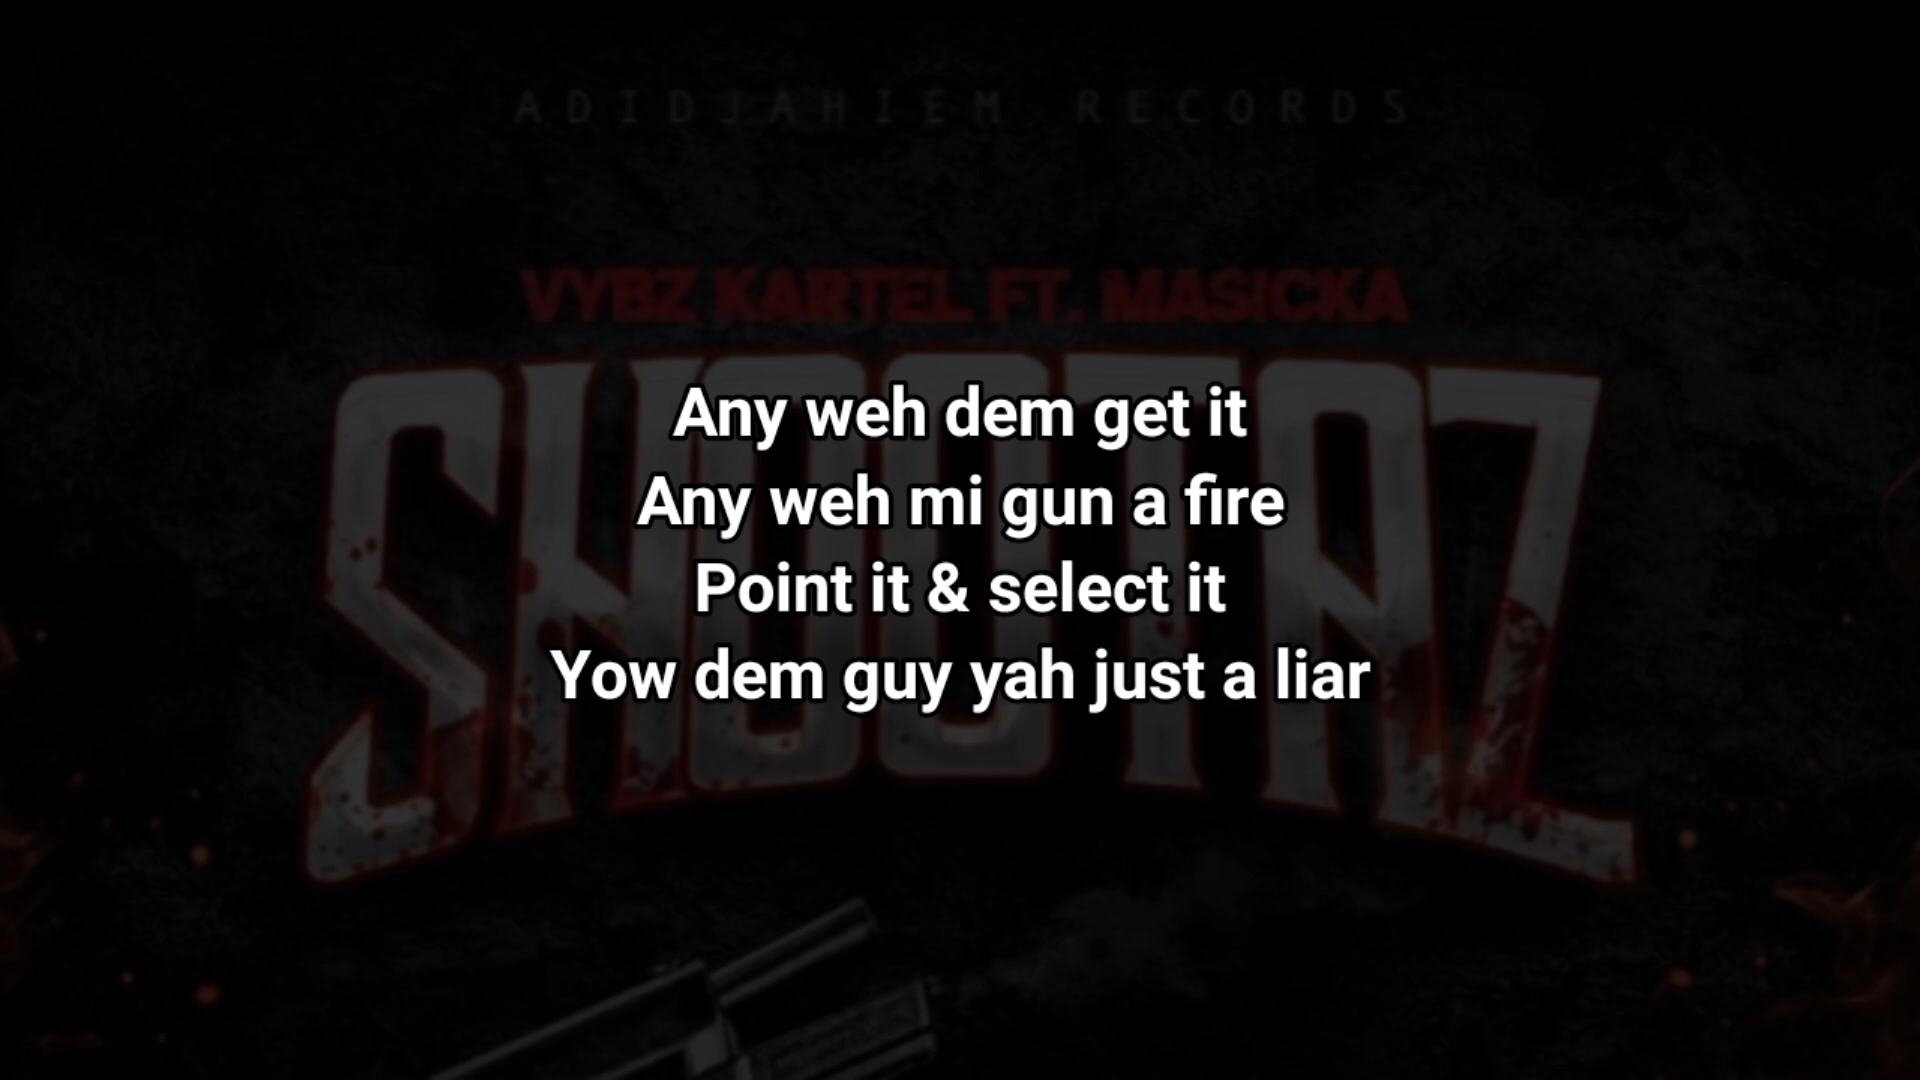 ADIDJAHIEM RECORDS
VYBZ KARTEL FT. MASICKA
SHOOTAZ
Any weh dem get it
Any weh mi gun a fire
Point it & select it
Yow dem guy yah just a liar